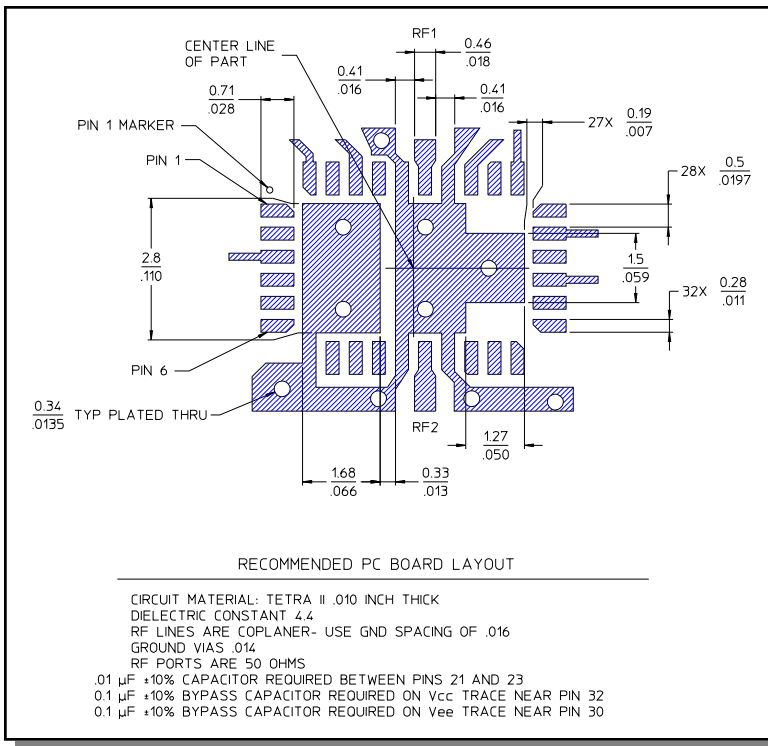 RF1
CENTER LINE
OF PART
0.46
.018
0.41
.016
0.41
.016
0.71
.028
27X 0.19
.007
PIN 1 MARKER
PIN 1
28X 0.5
.0197
2.8
.110
1.5
.059
32X 0.28
.011
PIN 6
0.34
.0135
TYP PLATED THRU
RF2
1.27
.050
1.68
.066
0.33
.013
RECOMMENDED PC BOARD LAYOUT
CIRCUIT MATERIAL: TETRA II .010 INCH THICK
DIELECTRIC CONSTANT 4.4
RF LINES ARE COPLANER- USE GND SPACING OF .016
GROUND VIAS .014
RF PORTS ARE 50 OHMS
.01 µF ±10% CAPACITOR REQUIRED BETWEEN PINS 21 AND 23
0.1 µF ±10% BYPASS CAPACITOR REQUIRED ON Vcc TRACE NEAR PIN 32
0.1 µF ±10% BYPASS CAPACITOR REQUIRED ON Vee TRACE NEAR PIN 30